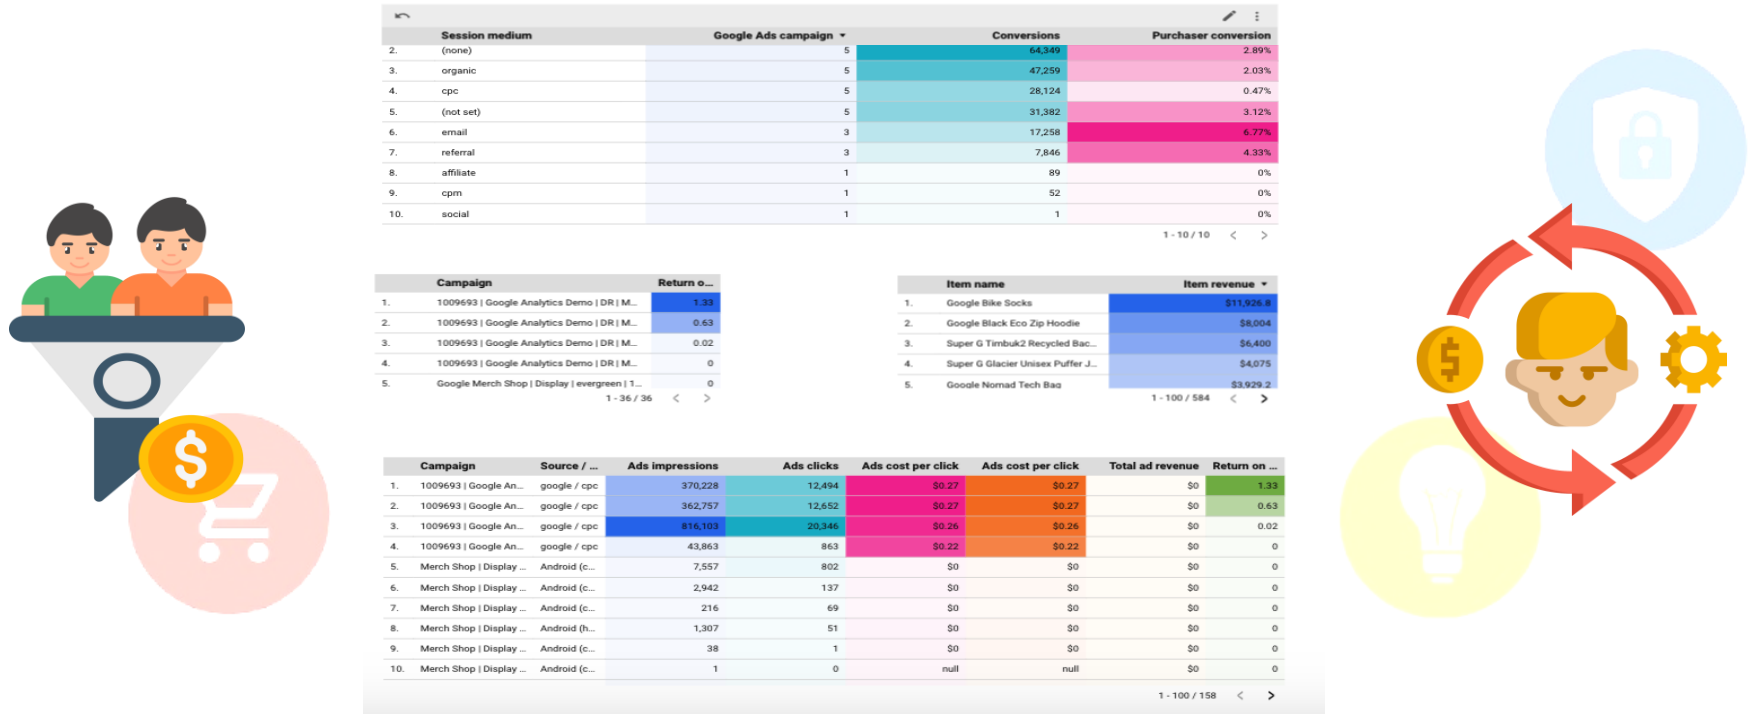 Session medium Google Ads campaign Conversions Purchaser conversion
2. (none) 5 64,349 2.89%
3. organic 5 47,259 2.03%
4. cpc 5 28,124 0.47%
5. (not set) 5 31,382 3.12%
6. email 3 17,258 6.77%
7. referral 3 7,846 4.33%
8. affiliate 1 89 0%
9. cpm 1 52 0%
10. social 1 1 0%
1 - 10 / 10
Campaign Return o...
1. 1009693 | Google Analytics Demo | DR | M... 1.33
2. 1009693 | Google Analytics Demo | DR | M... 0.63
3. 1009693 | Google Analytics Demo | DR | M... 0.02
4. 1009693 | Google Analytics Demo | DR | M... 0
5. Google Merch Shop | Display | evergreen | 1... 0
1 - 36 / 36
Item name Item revenue
1. Google Bike Socks $11,926.8
2. Google Black Eco Zip Hoodie $8,004
3. Super G Timbuk2 Recycled Bac... $6,400
4. Super G Glacier Unisex Puffer J... $4,075
5. Google Nomad Tech Bag $3,929.2
1 - 100 / 584
Campaign Source / ... Ads impressions Ads clicks Ads cost per click Ads cost per click Total ad revenue Return on ...
1. 1009693 | Google An... google / cpc 370,228 12,494 $0.27 $0.27 $0 1.33
2. 1009693 | Google An... google / cpc 362,757 12,652 $0.27 $0.27 $0 0.63
3. 1009693 | Google An... google / cpc 816,103 20,346 $0.26 $0.26 $0 0.02
4. 1009693 | Google An... google / cpc 43,863 863 $0.22 $0.22 $0 0
5. Merch Shop | Display ... Android (c... 7,557 802 $0 $0 $0 0
6. Merch Shop | Display ... Android (c... 2,942 137 $0 $0 $0 0
7. Merch Shop | Display ... Android (c... 216 69 $0 $0 $0 0
8. Merch Shop | Display ... Android (h... 1,307 51 $0 $0 $0 0
9. Merch Shop | Display ... Android (c... 38 1 $0 $0 $0 0
10. Merch Shop | Display ... Android (c... 1 0 null null $0 0
1 - 100 / 158
$
$